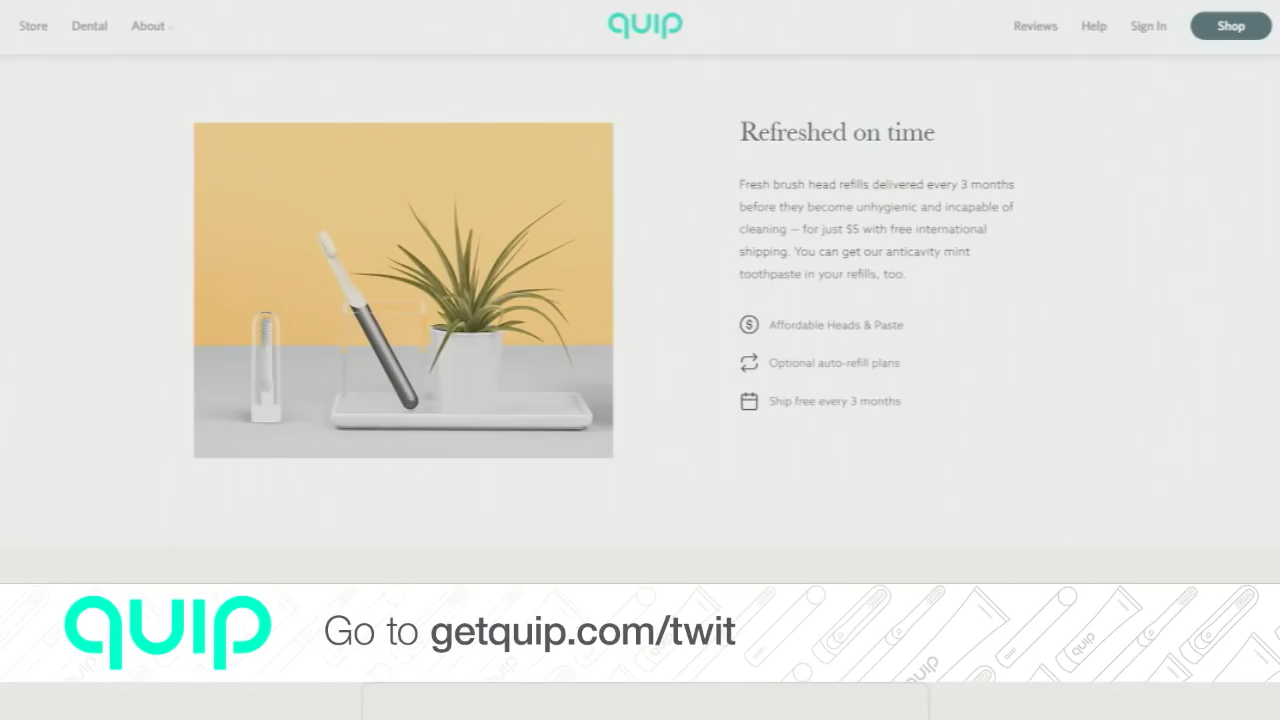 Store Dental About quip Reviews Help Sign In Shop
Refreshed on time
Fresh brush head refills delivered every 3 months
before they become unhygienic and incapable of
cleaning — for just $5 with free international
shipping. You can get our anticavity mint
toothpaste in your refills, too.
Affordable Heads & Paste
Optional auto-refill plans
Ship free every 3 months
quip Go to getquip.com/twit
quip
quip
quip